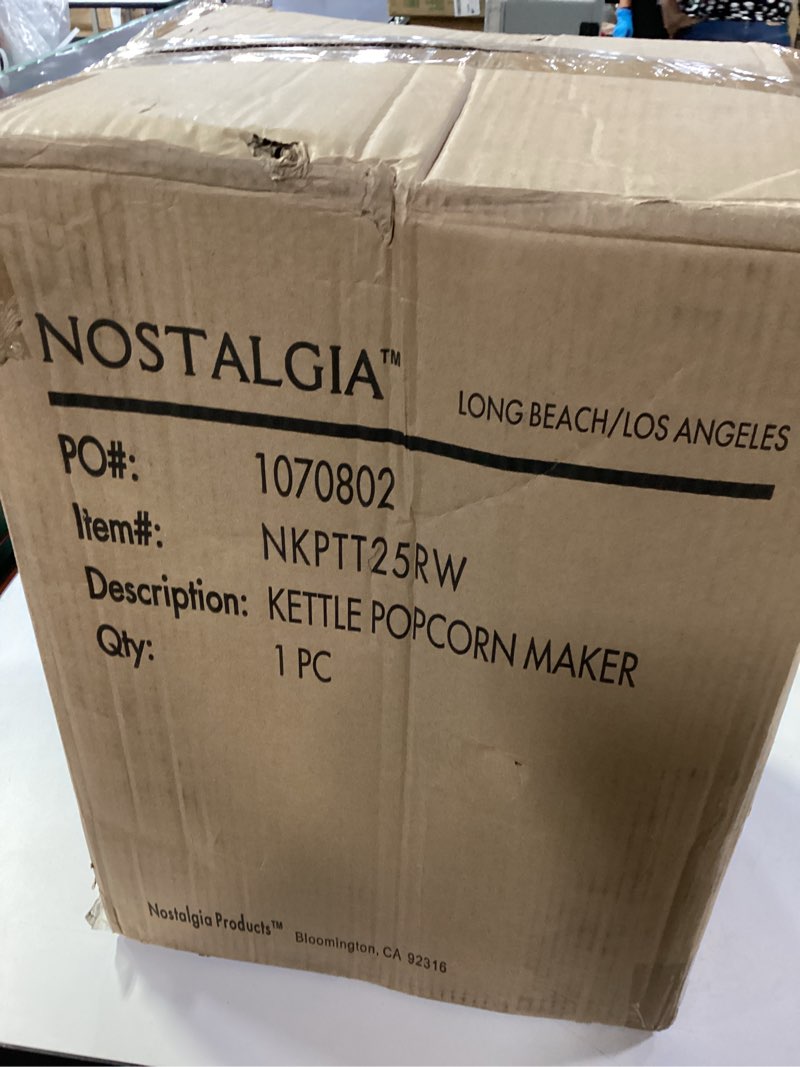 NOSTALGIA™
LONG BEACH/LOS ANGELES
PO#: 1070802
Item#: NKPTT25RW
Description: KETTLE POPCORN MAKER
Qty: 1 PC
Nostalgia Products™ Bloomington, CA 92316